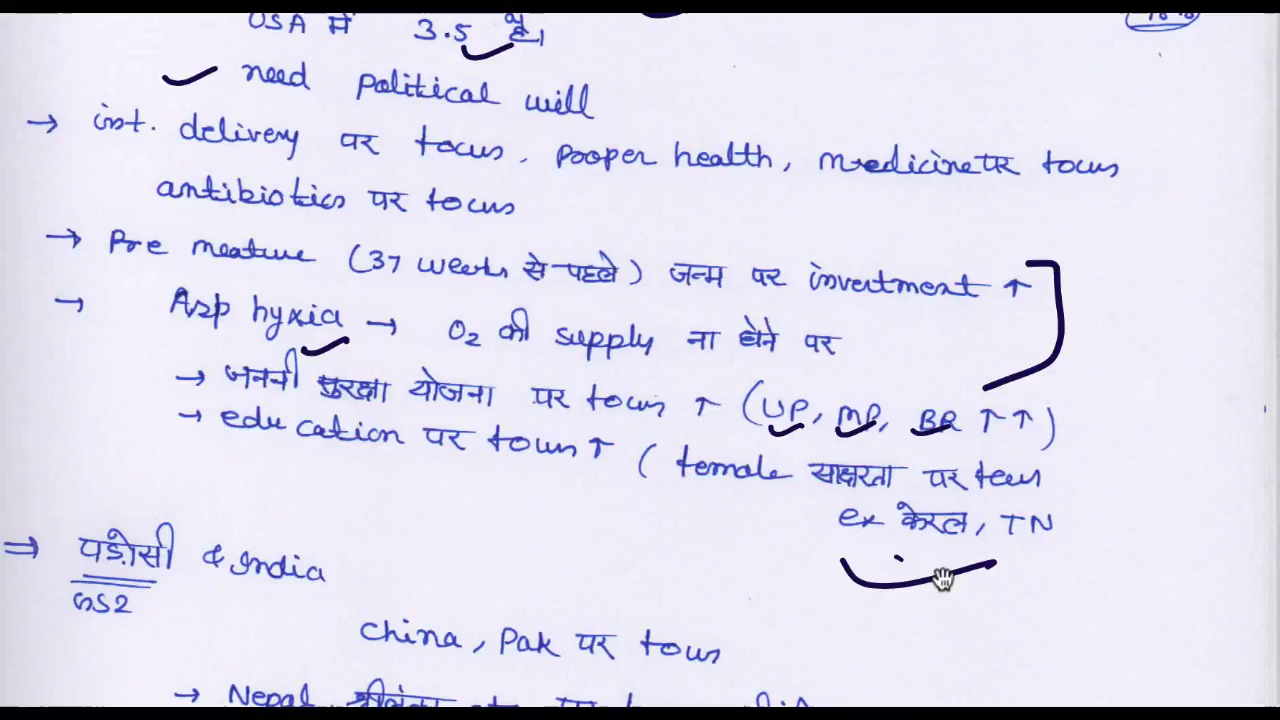 USA में 3.5 है।
need political will
→ inst. delivery पर focus, proper health, medicine पर focus
antibiotics पर focus
→ Pre meature (37 weeks से पहले) जन्म पर investment ↑
→ Asphyxia → O₂ की supply ना होने पर
→ जननी सुरक्षा योजना पर focus ↑ (UP, MP, BR ↑↑)
→ education पर focus ↑ (female साक्षरता पर focus
ex केरल, TN
⇒ पड़ोसी & India
GS2
China, Pak पर focus
→ Nepal, श्रीलंका